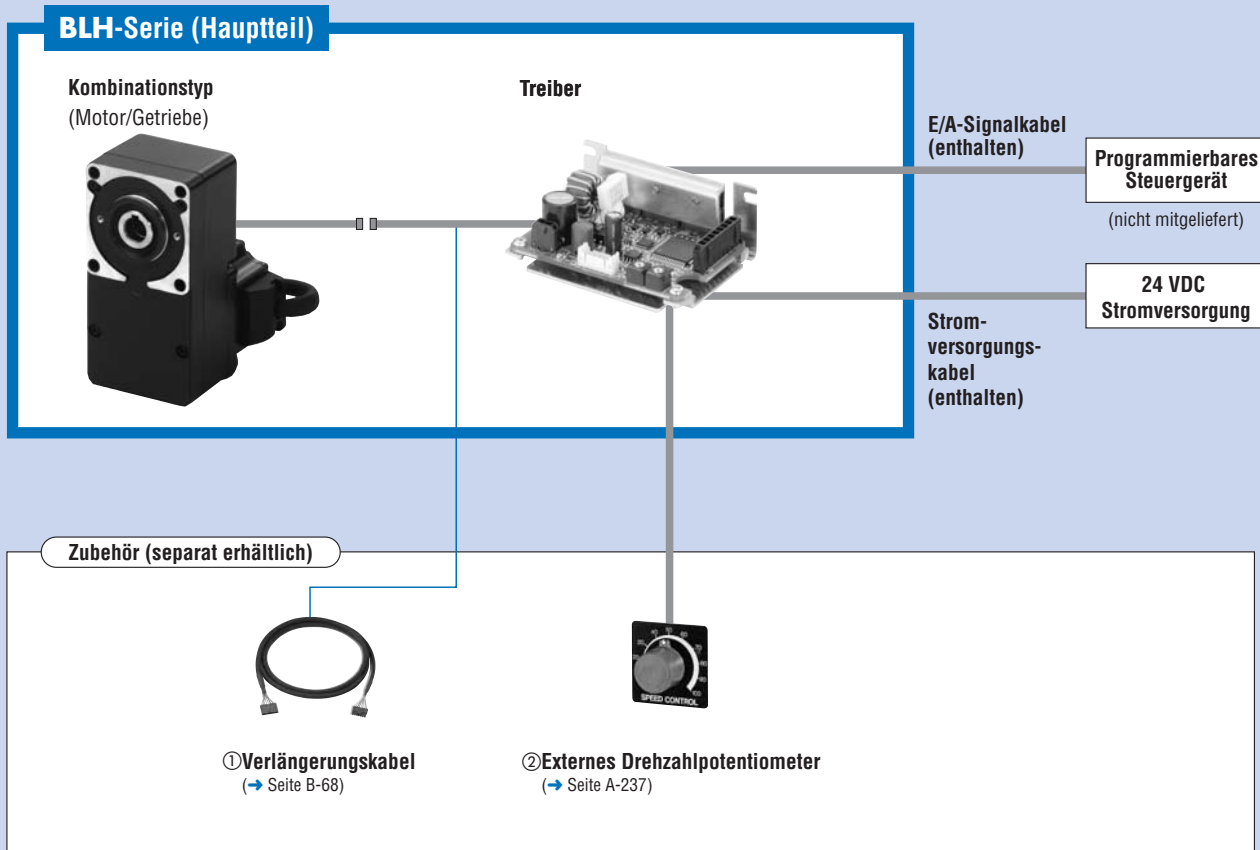 BLH-Serie (Hauptteil)
Kombinationstyp
(Motor/Getriebe)
Treiber
E/A-Signalkabel
(enthalten)
Programmierbares
Steuergerät
(nicht mitgeliefert)
24 VDC
Stromversorgung
Strom-
versorgungs-
kabel
(enthalten)
Zubehör (separat erhältlich)
SPEED CONTROL
100
①Verlängerungskabel
(➜ Seite B-68)
②Externes Drehzahlpotentiometer
(➜ Seite A-237)